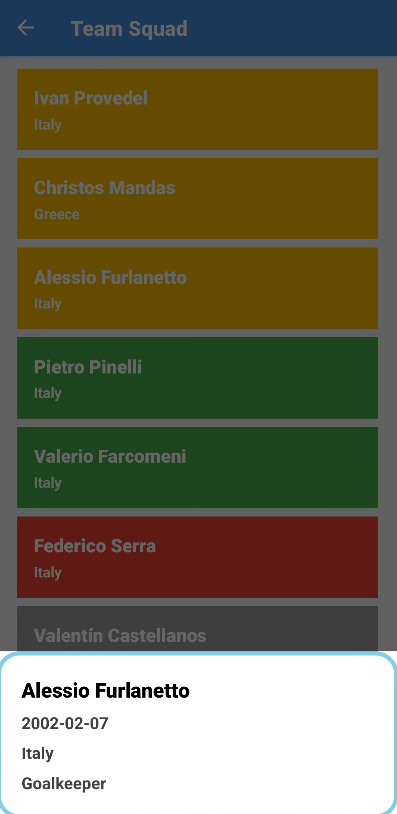 Team Squad
Ivan Provedel
Italy
Christos Mandas
Greece
Alessio Furlanetto
Italy
Pietro Pinelli
Italy
Valerio Farcomeni
Italy
Federico Serra
Italy
Valentín Castellanos
Alessio Furlanetto
2002-02-07
Italy
Goalkeeper